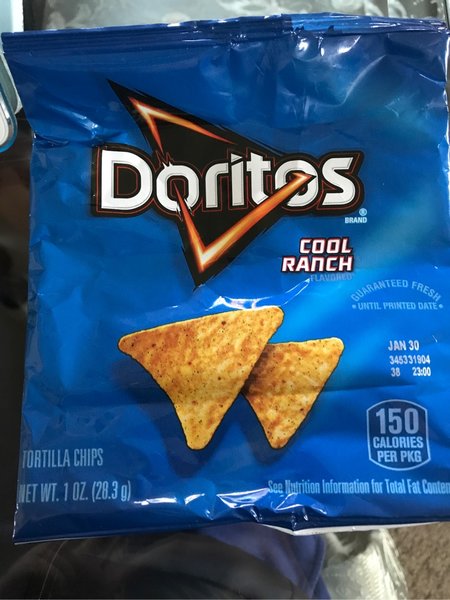 Doritos
®
BRAND
COOL
RANCH
FLAVORED
GUARANTEED FRESH
• UNTIL PRINTED DATE •
JAN 30
345331904
38 23:00
150
CALORIES
PER PKG
TORTILLA CHIPS
NET WT. 1 OZ. (28.3 g)
See Nutrition Information for Total Fat Conten